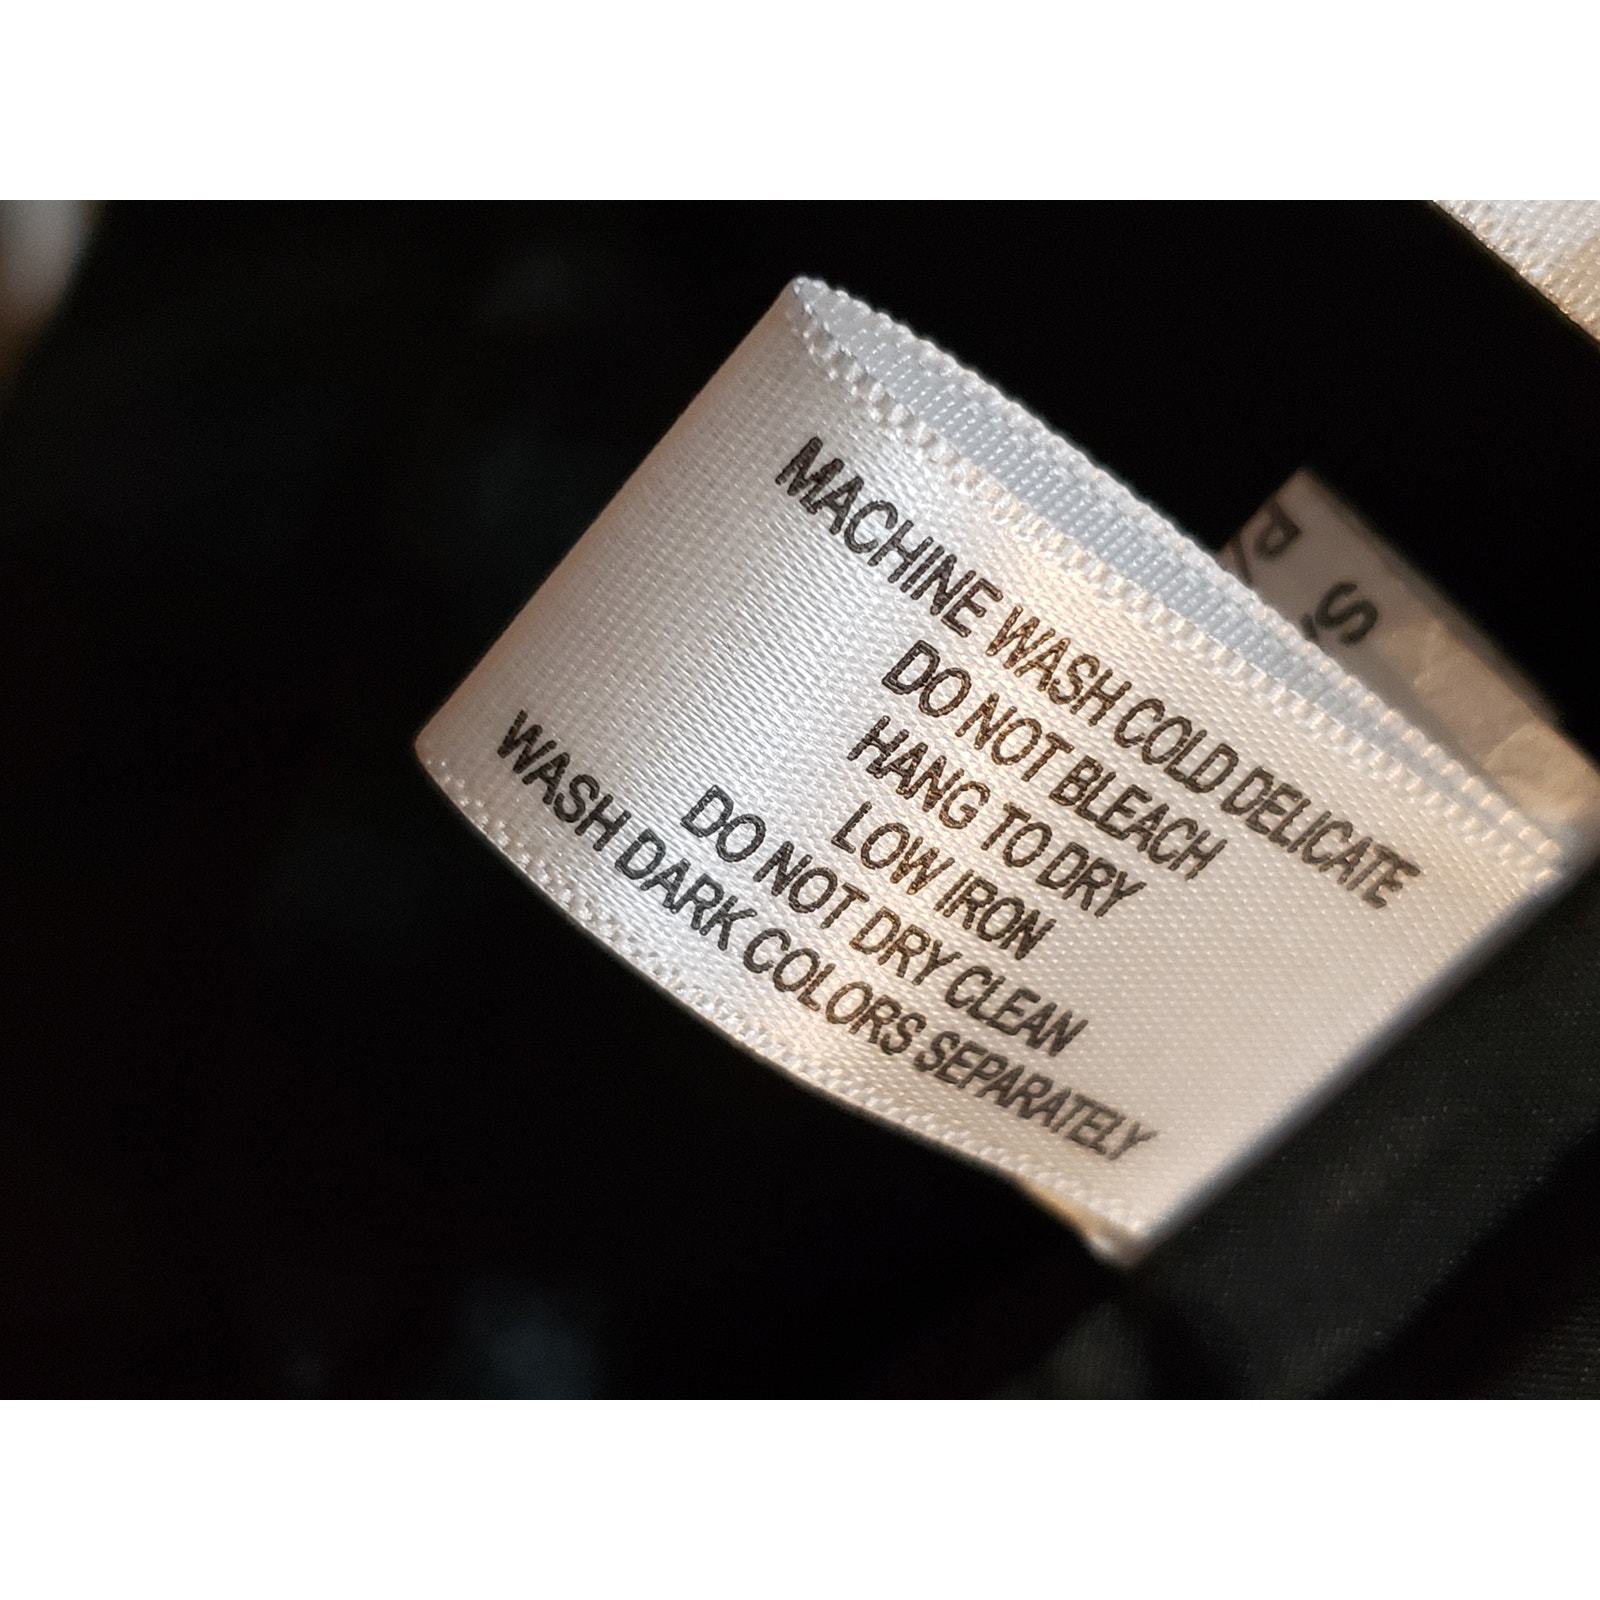 MACHINE WASH COLD DELICATE
DO NOT BLEACH
HANG TO DRY
LOW IRON
DO NOT DRY CLEAN
WASH DARK COLORS SEPARATELY
P/
S